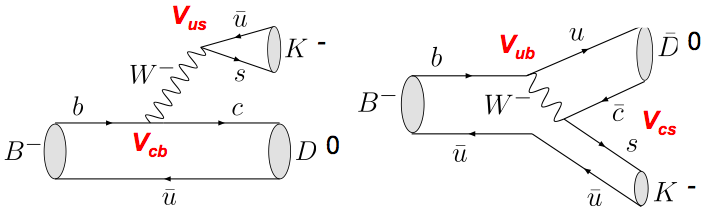 V_us
ū
K -
s
W⁻
b
c
B⁻
V_cb
D 0
ū
V_ub
u
D̄ 0
b
W⁻
B⁻
c̄
V_cs
s
ū
ū
K -